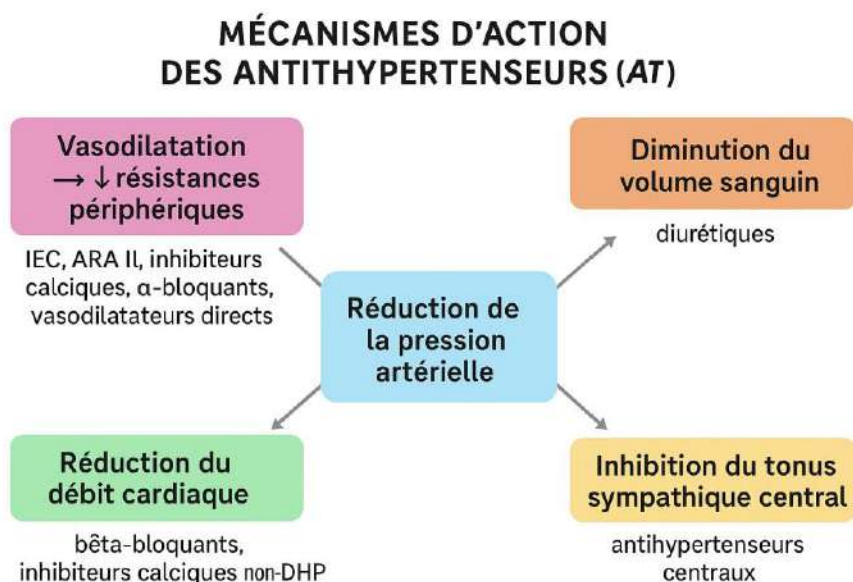 MÉCANISMES D'ACTION
DES ANTIHYPERTENSEURS (AT)
Vasodilatation
→ ↓ résistances
périphériques
IEC, ARA II, inhibiteurs
calciques, α-bloquants,
vasodilatateurs directs
Diminution du
volume sanguin
diurétiques
Réduction de
la pression
artérielle
Réduction du
débit cardiaque
bêta-bloquants,
inhibiteurs calciques non-DHP
Inhibition du tonus
sympathique central
antihypertenseurs
centraux